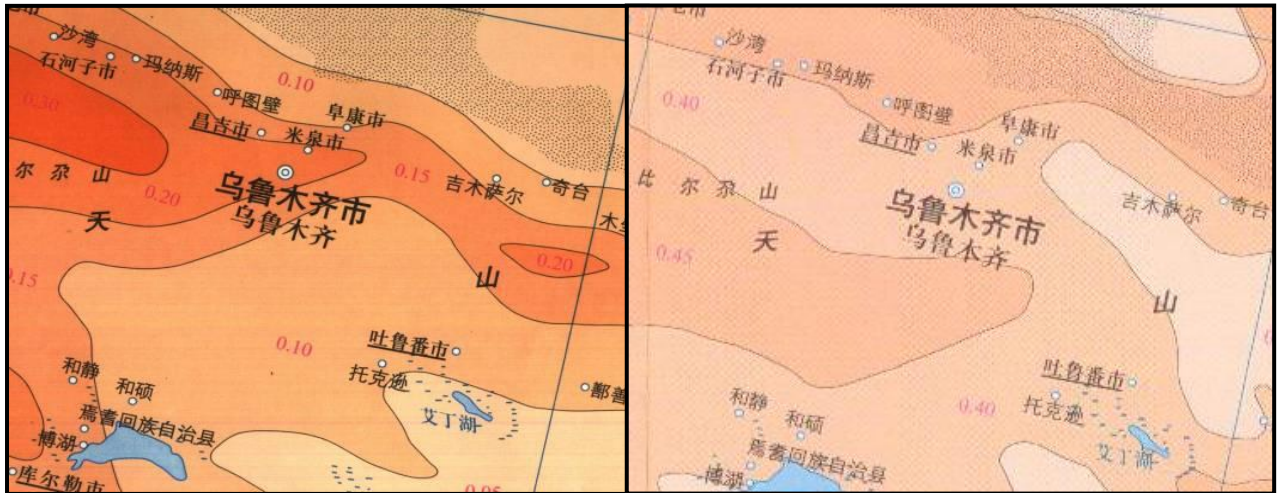 沙湾
石河子市
玛纳斯
0.10
0.30
呼图壁
昌吉市
米泉市
阜康市
尔尕山
0.20
乌鲁木齐市
乌鲁木齐
0.15
吉木萨尔
奇台
天
山
0.20
0.10
吐鲁番市
托克逊
和静
和硕
艾丁湖
鄯善
焉耆回族自治县
博湖
库尔勒市
沙湾
石河子市
玛纳斯
0.40
呼图壁
昌吉市
米泉市
阜康市
比尔尕山
乌鲁木齐市
乌鲁木齐
吉木萨尔
奇台
天
0.45
山
吐鲁番市
托克逊
0.40
和静
和硕
艾丁湖
焉耆回族自治县
博湖